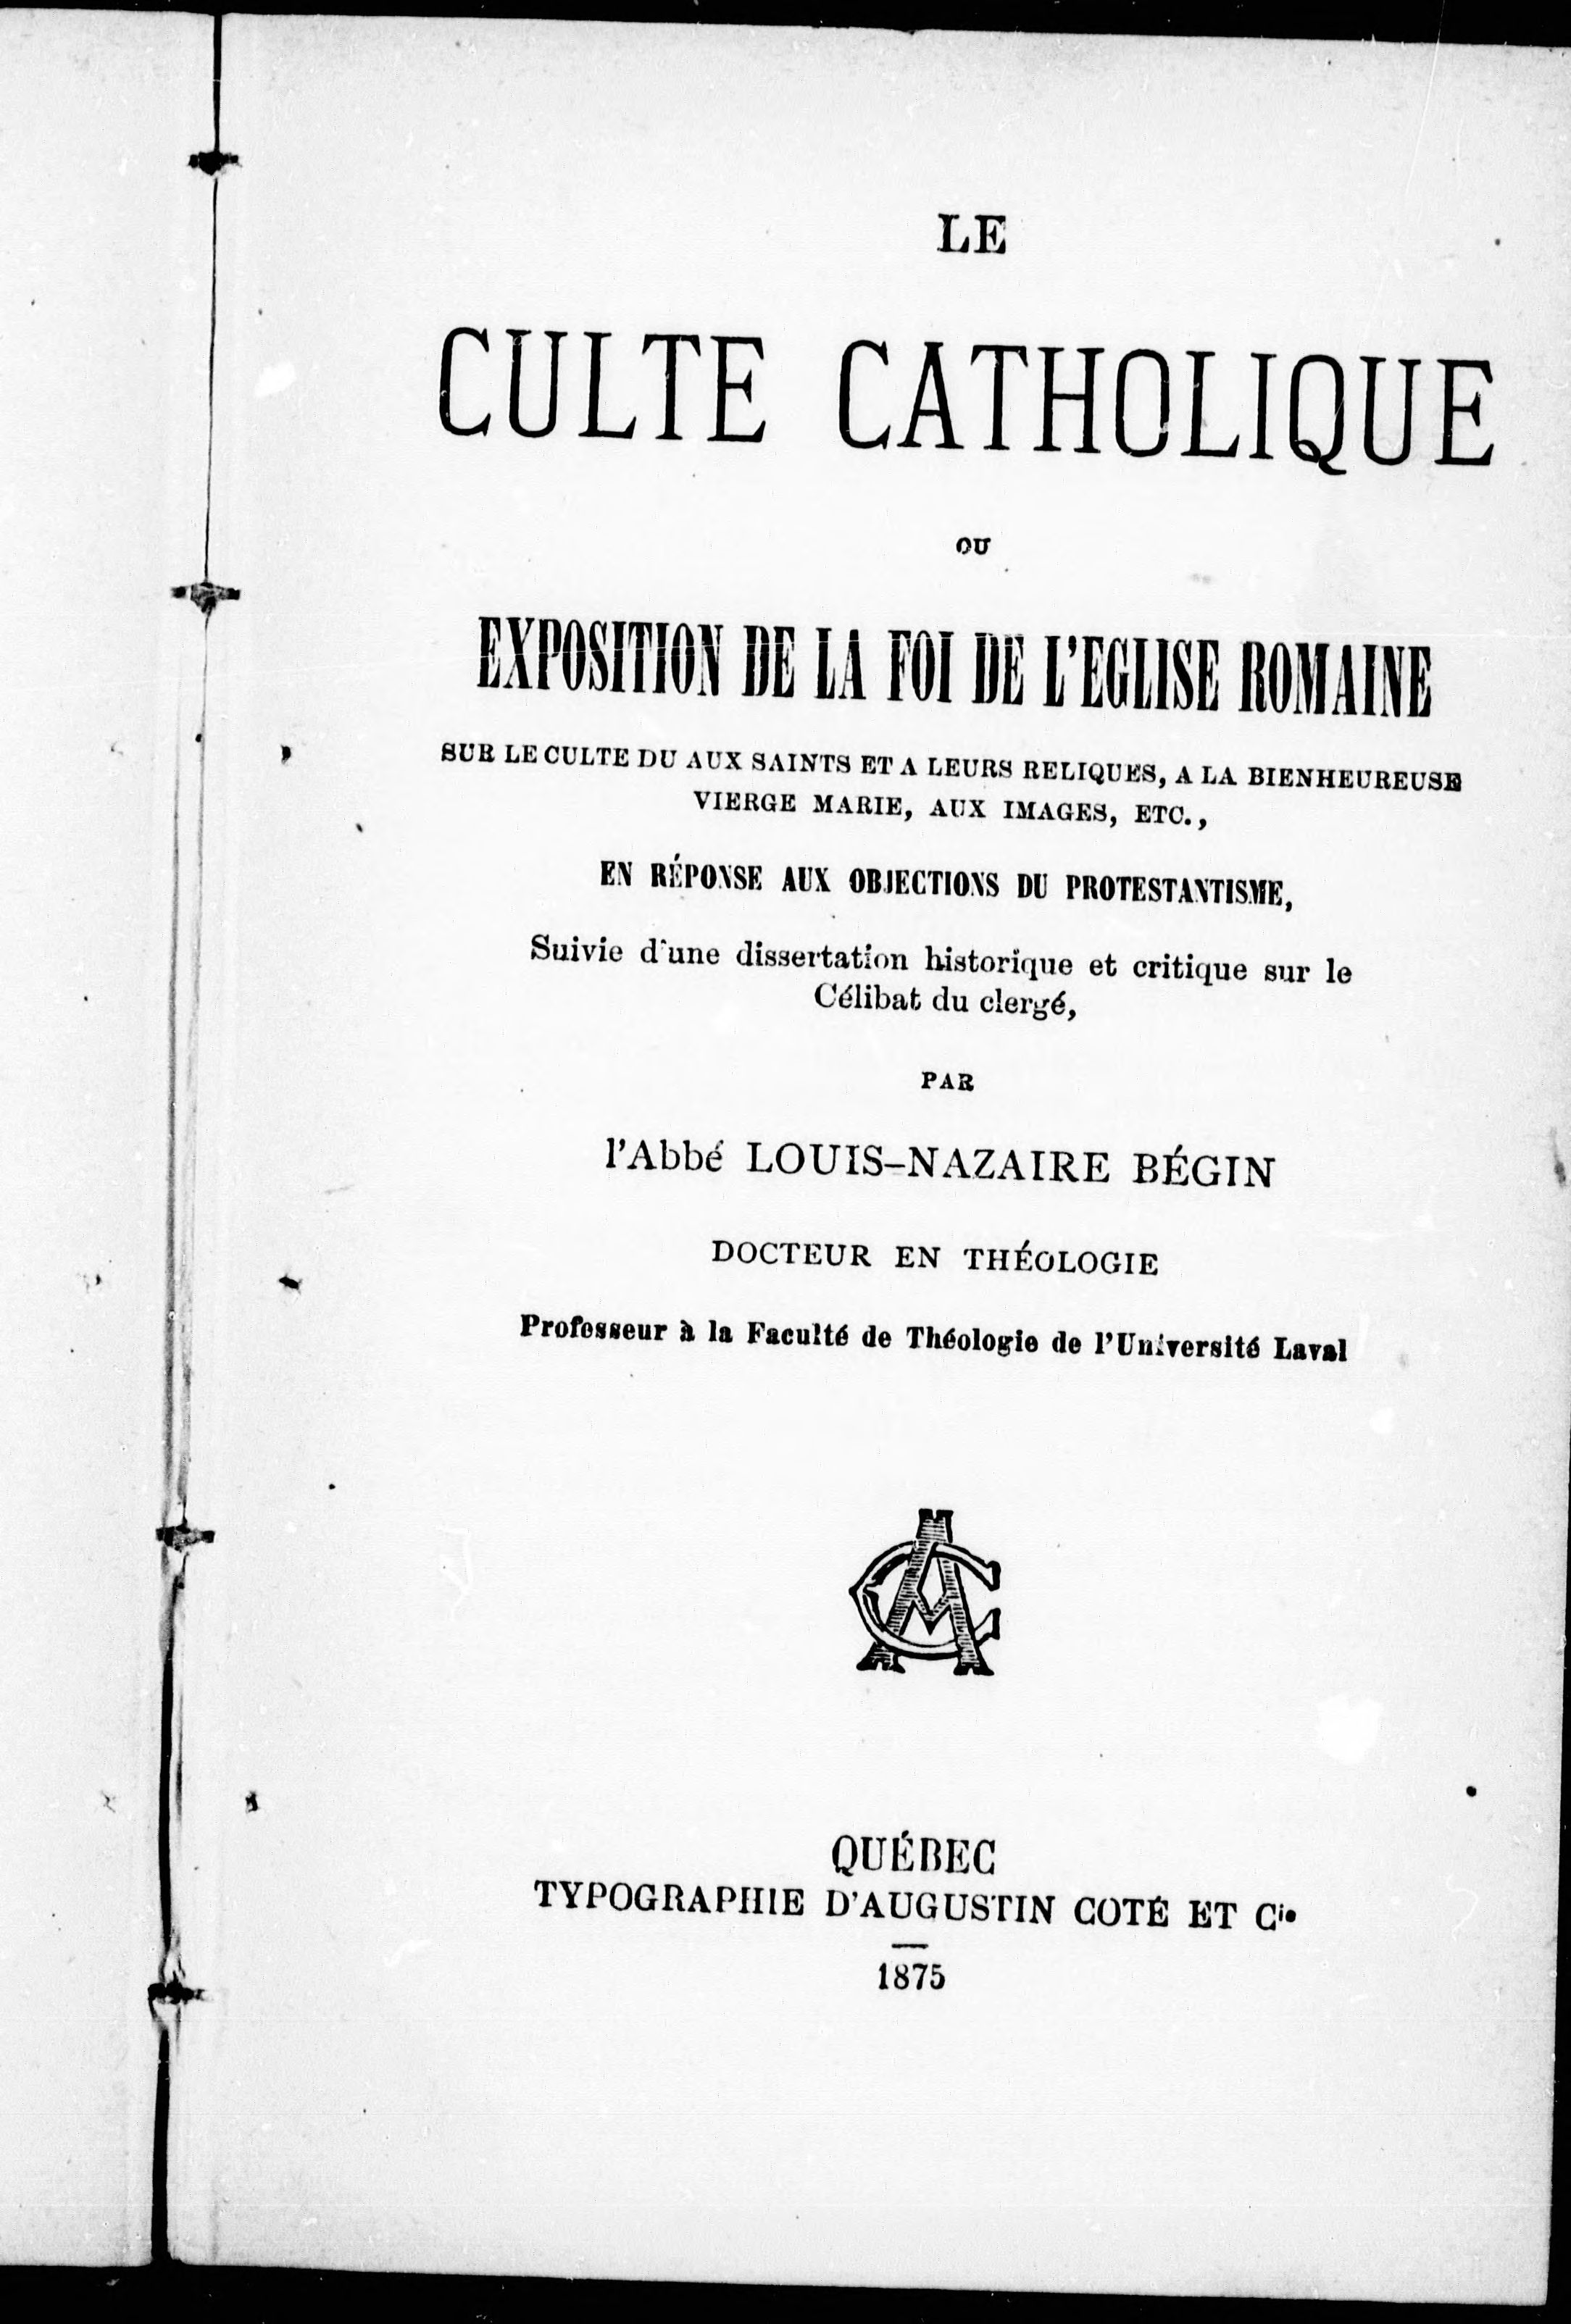 LE
CULTE CATHOLIQUE
OU
EXPOSITION DE LA FOI DE L'EGLISE ROMAINE
SUR LE CULTE DU AUX SAINTS ET A LEURS RELIQUES, A LA BIENHEUREUSE
VIERGE MARIE, AUX IMAGES, ETC.,
EN RÉPONSE AUX OBJECTIONS DU PROTESTANTISME,
Suivie d'une dissertation historique et critique sur le
Célibat du clergé,
PAR
l'Abbé LOUIS-NAZAIRE BÉGIN
DOCTEUR EN THÉOLOGIE
Professeur à la Faculté de Théologie de l'Université Laval
AC
QUÉBEC
TYPOGRAPHIE D'AUGUSTIN COTÉ ET Cie
1875